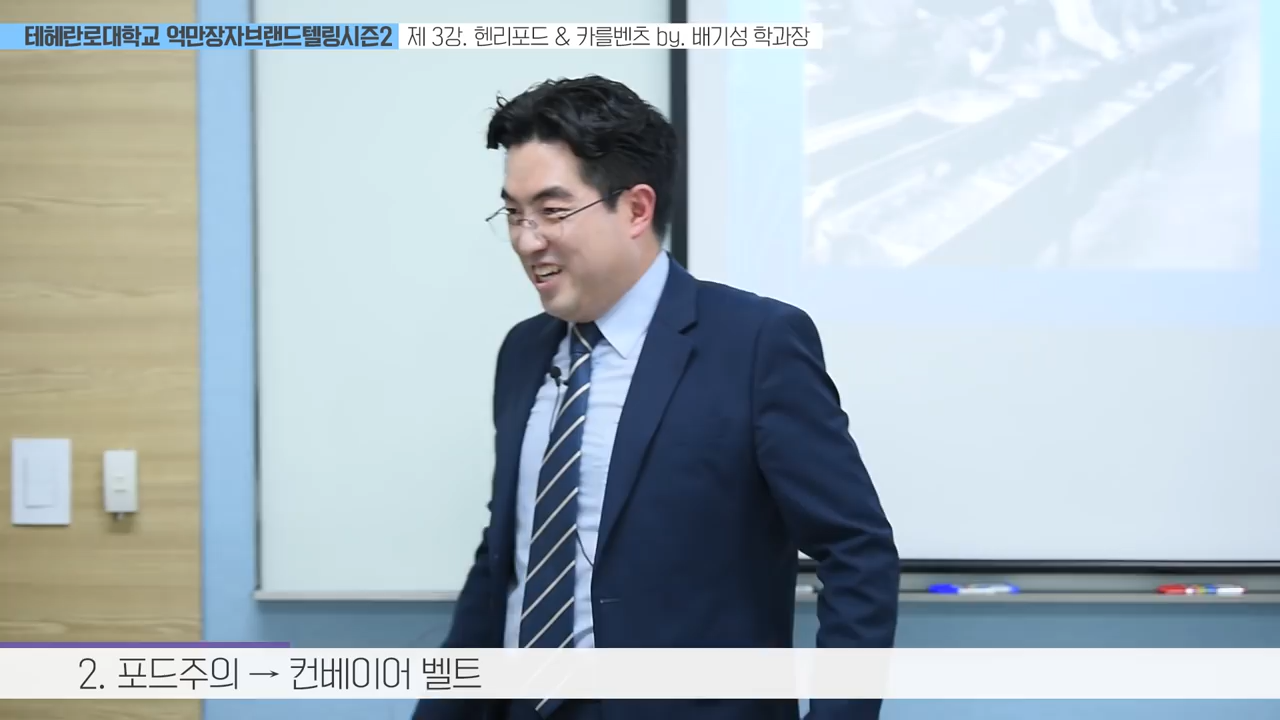 테헤란로대학교 억만장자브랜드텔링시즌2 제 3강. 헨리포드 & 카를벤츠 by. 배기성 학과장
2. 포드주의 → 컨베이어 벨트